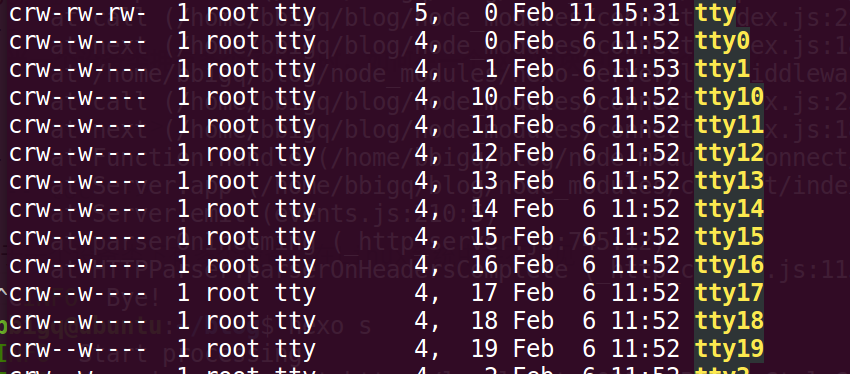 crw-rw-rw-  1 root tty       5,   0 Feb 11 15:31 tty
crw--w----  1 root tty       4,   0 Feb  6 11:52 tty0
crw--w----  1 root tty       4,   1 Feb  6 11:53 tty1
crw--w----  1 root tty       4,  10 Feb  6 11:52 tty10
crw--w----  1 root tty       4,  11 Feb  6 11:52 tty11
crw--w----  1 root tty       4,  12 Feb  6 11:52 tty12
crw--w----  1 root tty       4,  13 Feb  6 11:52 tty13
crw--w----  1 root tty       4,  14 Feb  6 11:52 tty14
crw--w----  1 root tty       4,  15 Feb  6 11:52 tty15
crw--w----  1 root tty       4,  16 Feb  6 11:52 tty16
crw--w----  1 root tty       4,  17 Feb  6 11:52 tty17
crw--w----  1 root tty       4,  18 Feb  6 11:52 tty18
crw--w----  1 root tty       4,  19 Feb  6 11:52 tty19